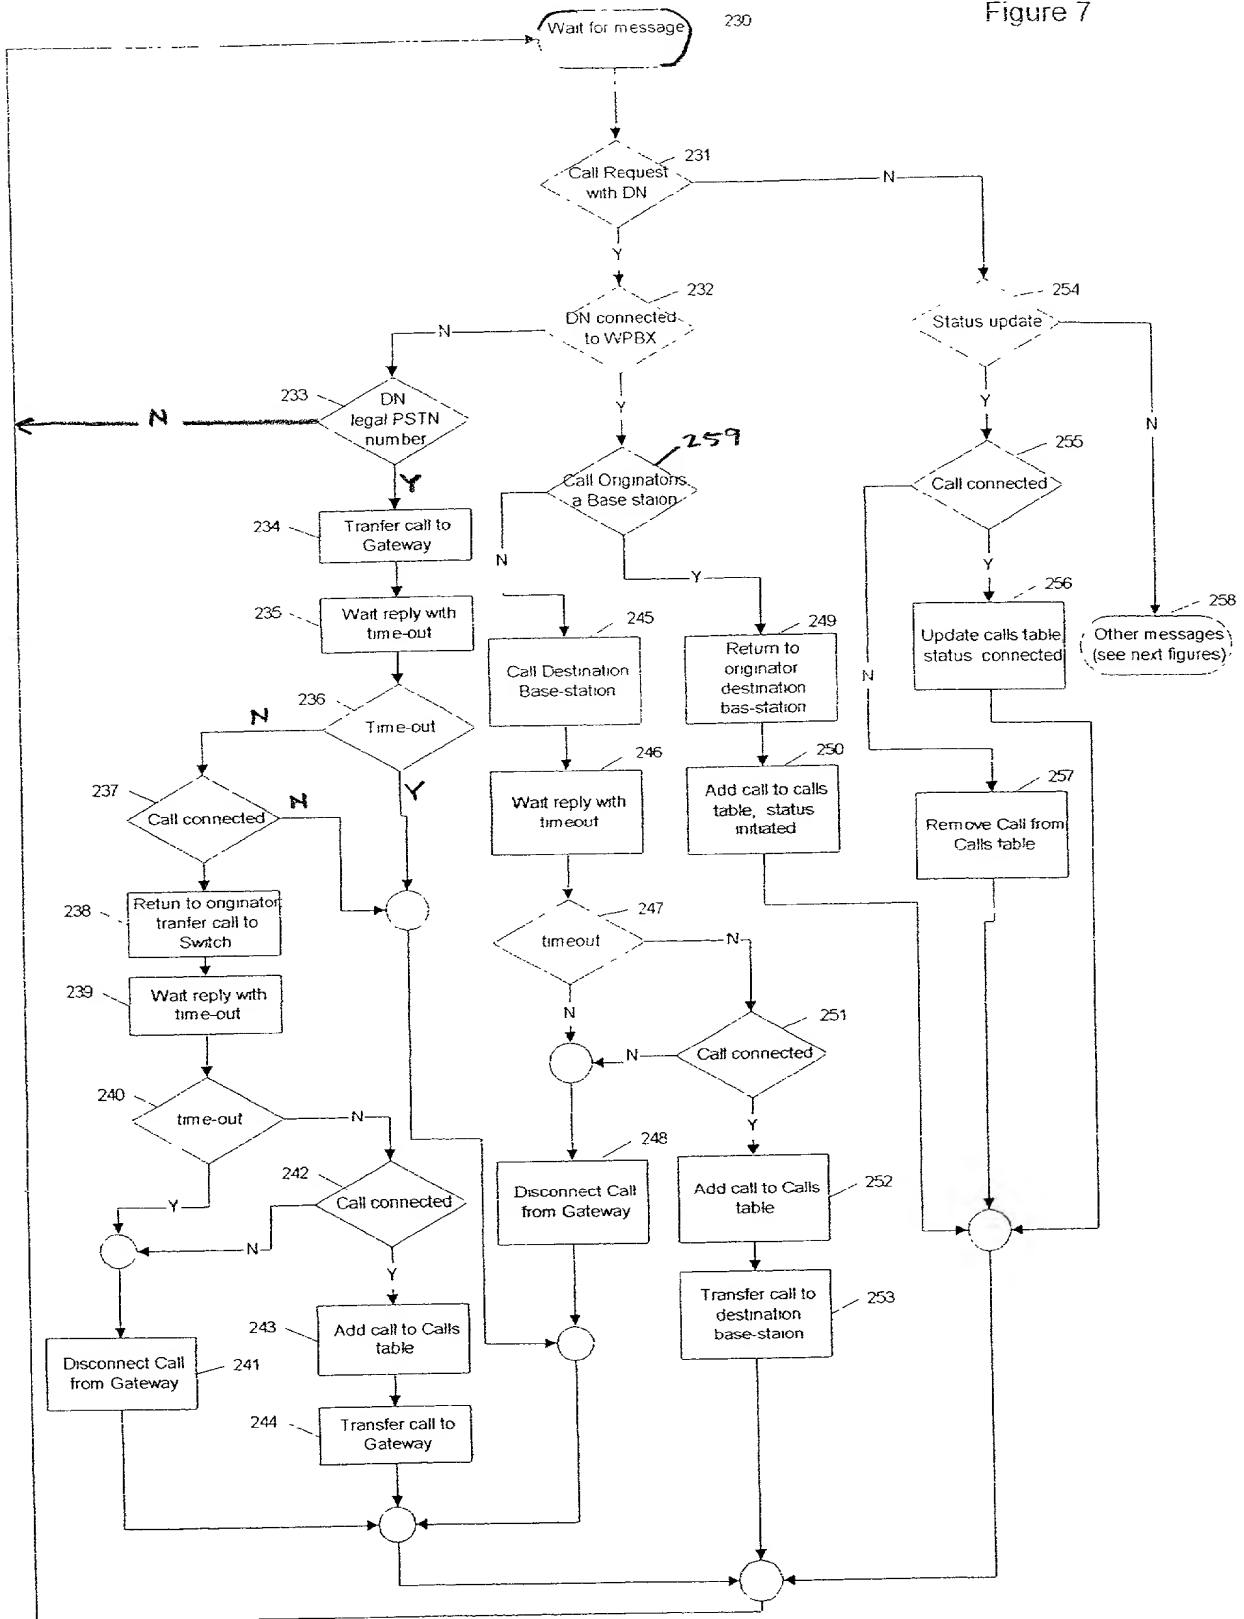 Figure 7
Wait for message
230
Call Request
with DN
231
N
Y
DN connected
to WPBX
232
N
Y
Status update
254
N
Y
DN
legal PSTN
number
233
N
Y
Call Originatoris
a Base staion
259
N
Y
Call connected
255
N
Y
234
Tranfer call to
Gateway
235
Wait reply with
time-out
236
Time-out
N
Y
245
Call Destination
Base-station
249
Return to
originator
destination
bas-station
256
Update calls table,
status connected
258
Other messages
(see next figures)
237
Call connected
N
246
Wait reply with
timeout
250
Add call to calls
table, status
initiated
257
Remove Call from
Calls table
238
Retun to originator
tranfer call to
Switch
239
Wait reply with
time-out
247
timeout
N
N
251
Call connected
N
Y
240
time-out
N
Y
242
Call connected
N
Y
248
Disconnect Call
from Gateway
252
Add call to Calls
table
253
Transfer call to
destination
base-staion
241
Disconnect Call
from Gateway
243
Add call to Calls
table
244
Transfer call to
Gateway